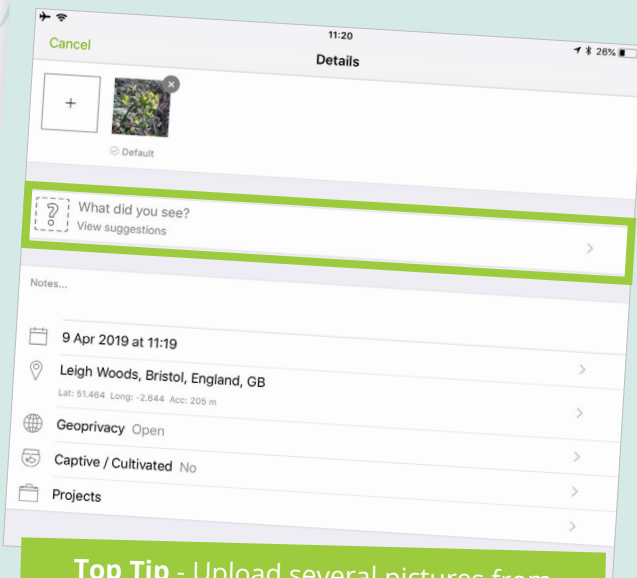 11:20
26%
Cancel
Details
+
Default
?
What did you see?
View suggestions
Notes...
9 Apr 2019 at 11:19
Leigh Woods, Bristol, England, GB
Lat: 51.464 Long: -2.644 Acc: 205 m
Geoprivacy Open
Captive / Cultivated No
Projects
Top Tip - Upload several pictures from